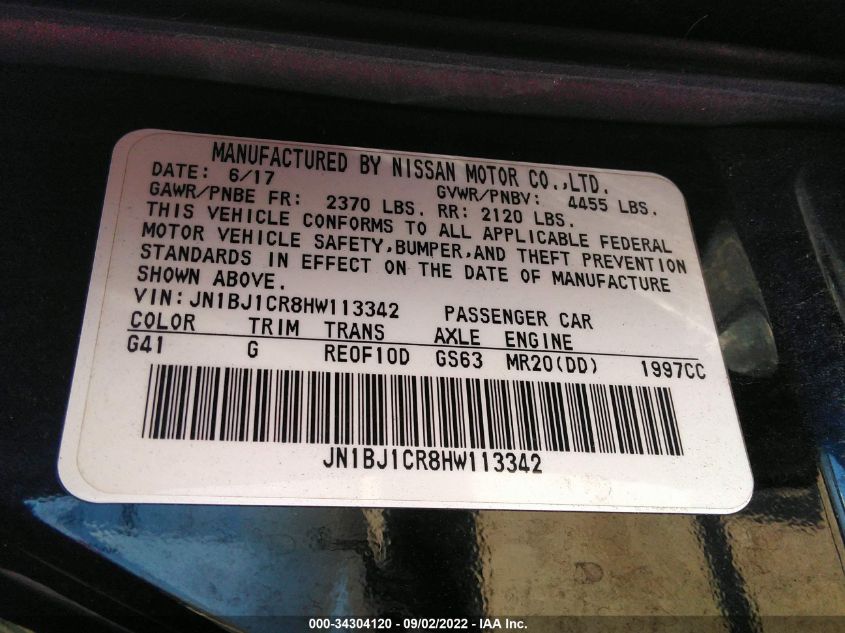 MANUFACTURED BY NISSAN MOTOR CO.,LTD.
DATE: 6/17 GVWR/PNBV: 4455 LBS.
GAWR/PNBE FR: 2370 LBS. RR: 2120 LBS.
THIS VEHICLE CONFORMS TO ALL APPLICABLE FEDERAL
MOTOR VEHICLE SAFETY,BUMPER,AND THEFT PREVENTION
STANDARDS IN EFFECT ON THE DATE OF MANUFACTURE
SHOWN ABOVE.
VIN:JN1BJ1CR8HW113342 PASSENGER CAR
COLOR TRIM TRANS AXLE ENGINE
G41 G RE0F10D GS63 MR20(DD) 1997CC
JN1BJ1CR8HW113342
000-34304120 - 09/02/2022 - IAA Inc.